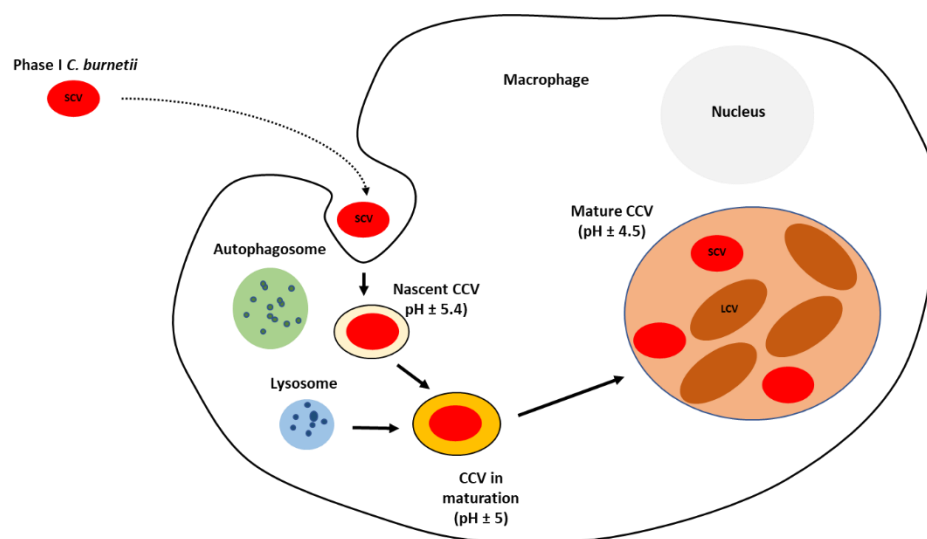 Phase I C. burnetii
SCV
Macrophage
Nucleus
SCV
Autophagosome
Nascent CCV
pH ± 5.4)
Mature CCV
(pH ± 4.5)
SCV
LCV
Lysosome
CCV in
maturation
(pH ± 5)